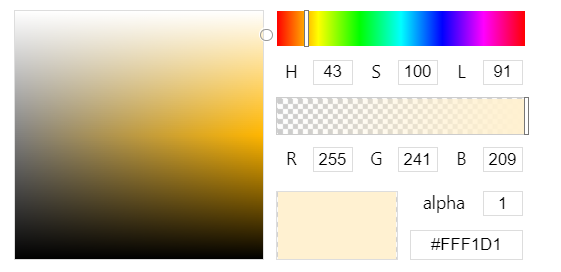 H 43 S 100 L 91
R 255 G 241 B 209
alpha 1
#FFF1D1